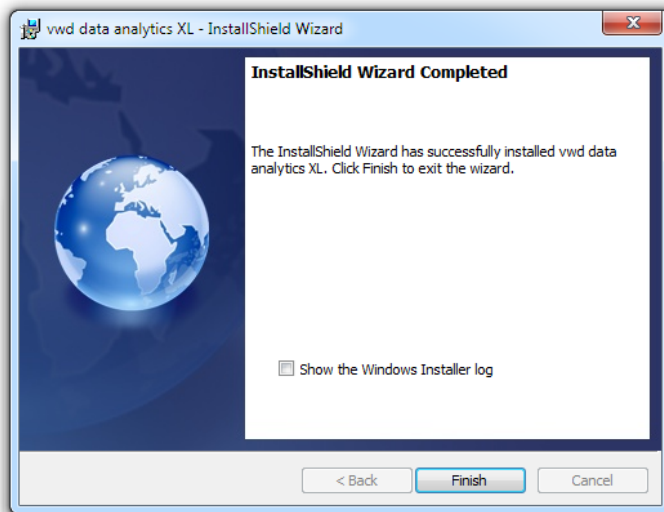 vwd data analytics XL - InstallShield Wizard
InstallShield Wizard Completed
The InstallShield Wizard has successfully installed vwd data
analytics XL. Click Finish to exit the wizard.
Show the Windows Installer log
< Back
Finish
Cancel